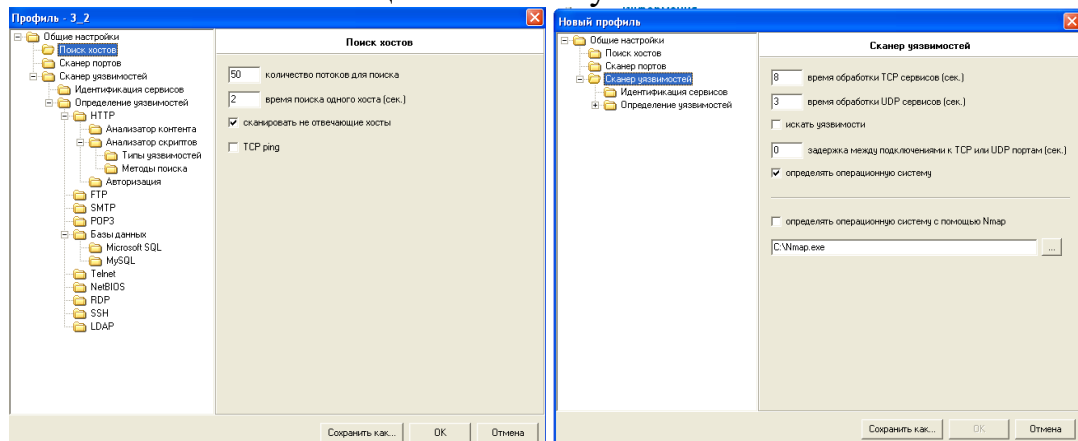 Профиль - 3_2
Общие настройки
Поиск хостов
Сканер портов
Сканер уязвимостей
Идентификация сервисов
Определение уязвимостей
HTTP
Анализатор контента
Анализатор скриптов
Типы уязвимостей
Методы поиска
Авторизация
FTP
SMTP
POP3
Базы данных
Microsoft SQL
MySQL
Telnet
NetBIOS
RDP
SSH
LDAP
Поиск хостов
50 количество потоков для поиска
2 время поиска одного хоста (сек.)
сканировать не отвечающие хосты
TCP ping
Сохранить как... OK Отмена
Новый профиль
Общие настройки
Поиск хостов
Сканер портов
Сканер уязвимостей
Идентификация сервисов
Определение уязвимостей
Сканер уязвимостей
8 время обработки TCP сервисов (сек.)
3 время обработки UDP сервисов (сек.)
искать уязвимости
0 задержка между подключениями к TCP или UDP портам (сек.)
определять операционную систему
определять операционную систему с помощью Nmap
C:\Nmap.exe ...
Сохранить как... OK Отмена